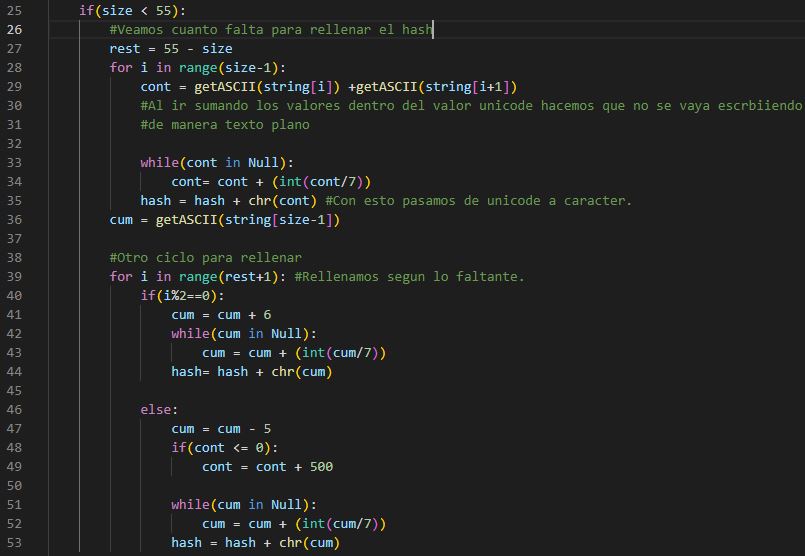 25 if(size < 55):
26 #Veamos cuanto falta para rellenar el hash
27 rest = 55 - size
28 for i in range(size-1):
29 cont = getASCII(string[i]) +getASCII(string[i+1])
30 #Al ir sumando los valores dentro del valor unicode hacemos que no se vaya escrbiiendo
31 #de manera texto plano
32
33 while(cont in Null):
34 cont= cont + (int(cont/7))
35 hash = hash + chr(cont) #Con esto pasamos de unicode a caracter.
36 cum = getASCII(string[size-1])
37
38 #Otro ciclo para rellenar
39 for i in range(rest+1): #Rellenamos segun lo faltante.
40 if(i%2==0):
41 cum = cum + 6
42 while(cum in Null):
43 cum = cum + (int(cum/7))
44 hash= hash + chr(cum)
45
46 else:
47 cum = cum - 5
48 if(cont <= 0):
49 cont = cont + 500
50
51 while(cum in Null):
52 cum = cum + (int(cum/7))
53 hash = hash + chr(cum)